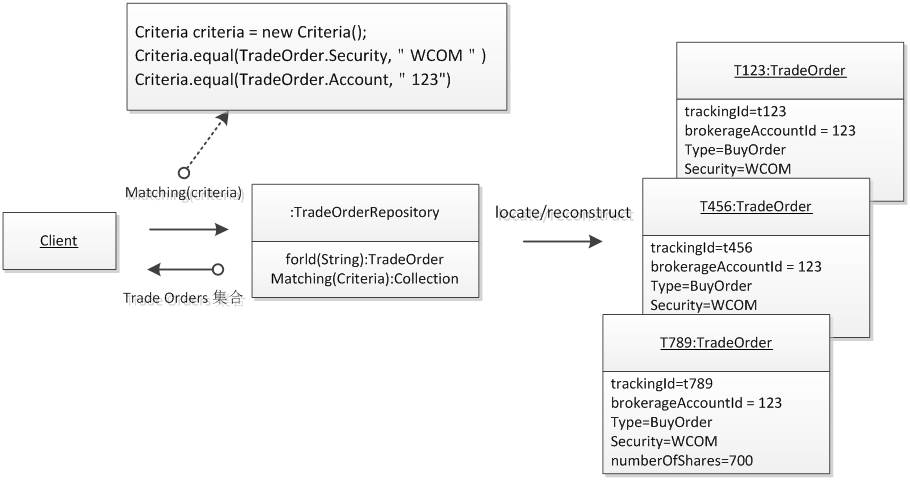 Criteria criteria = new Criteria();
Criteria.equal(TradeOrder.Security, " WCOM " )
Criteria.equal(TradeOrder.Account, " 123")
Matching(criteria)
Client
Trade Orders 集合
:TradeOrderRepository
forId(String):TradeOrder
Matching(Criteria):Collection
locate/reconstruct
T123:TradeOrder
trackingId=t123
brokerageAccountId = 123
Type=BuyOrder
Security=WCOM
T456:TradeOrder
trackingId=t456
brokerageAccountId = 123
Type=BuyOrder
Security=WCOM
T789:TradeOrder
trackingId=t789
brokerageAccountId = 123
Type=BuyOrder
Security=WCOM
numberOfShares=700